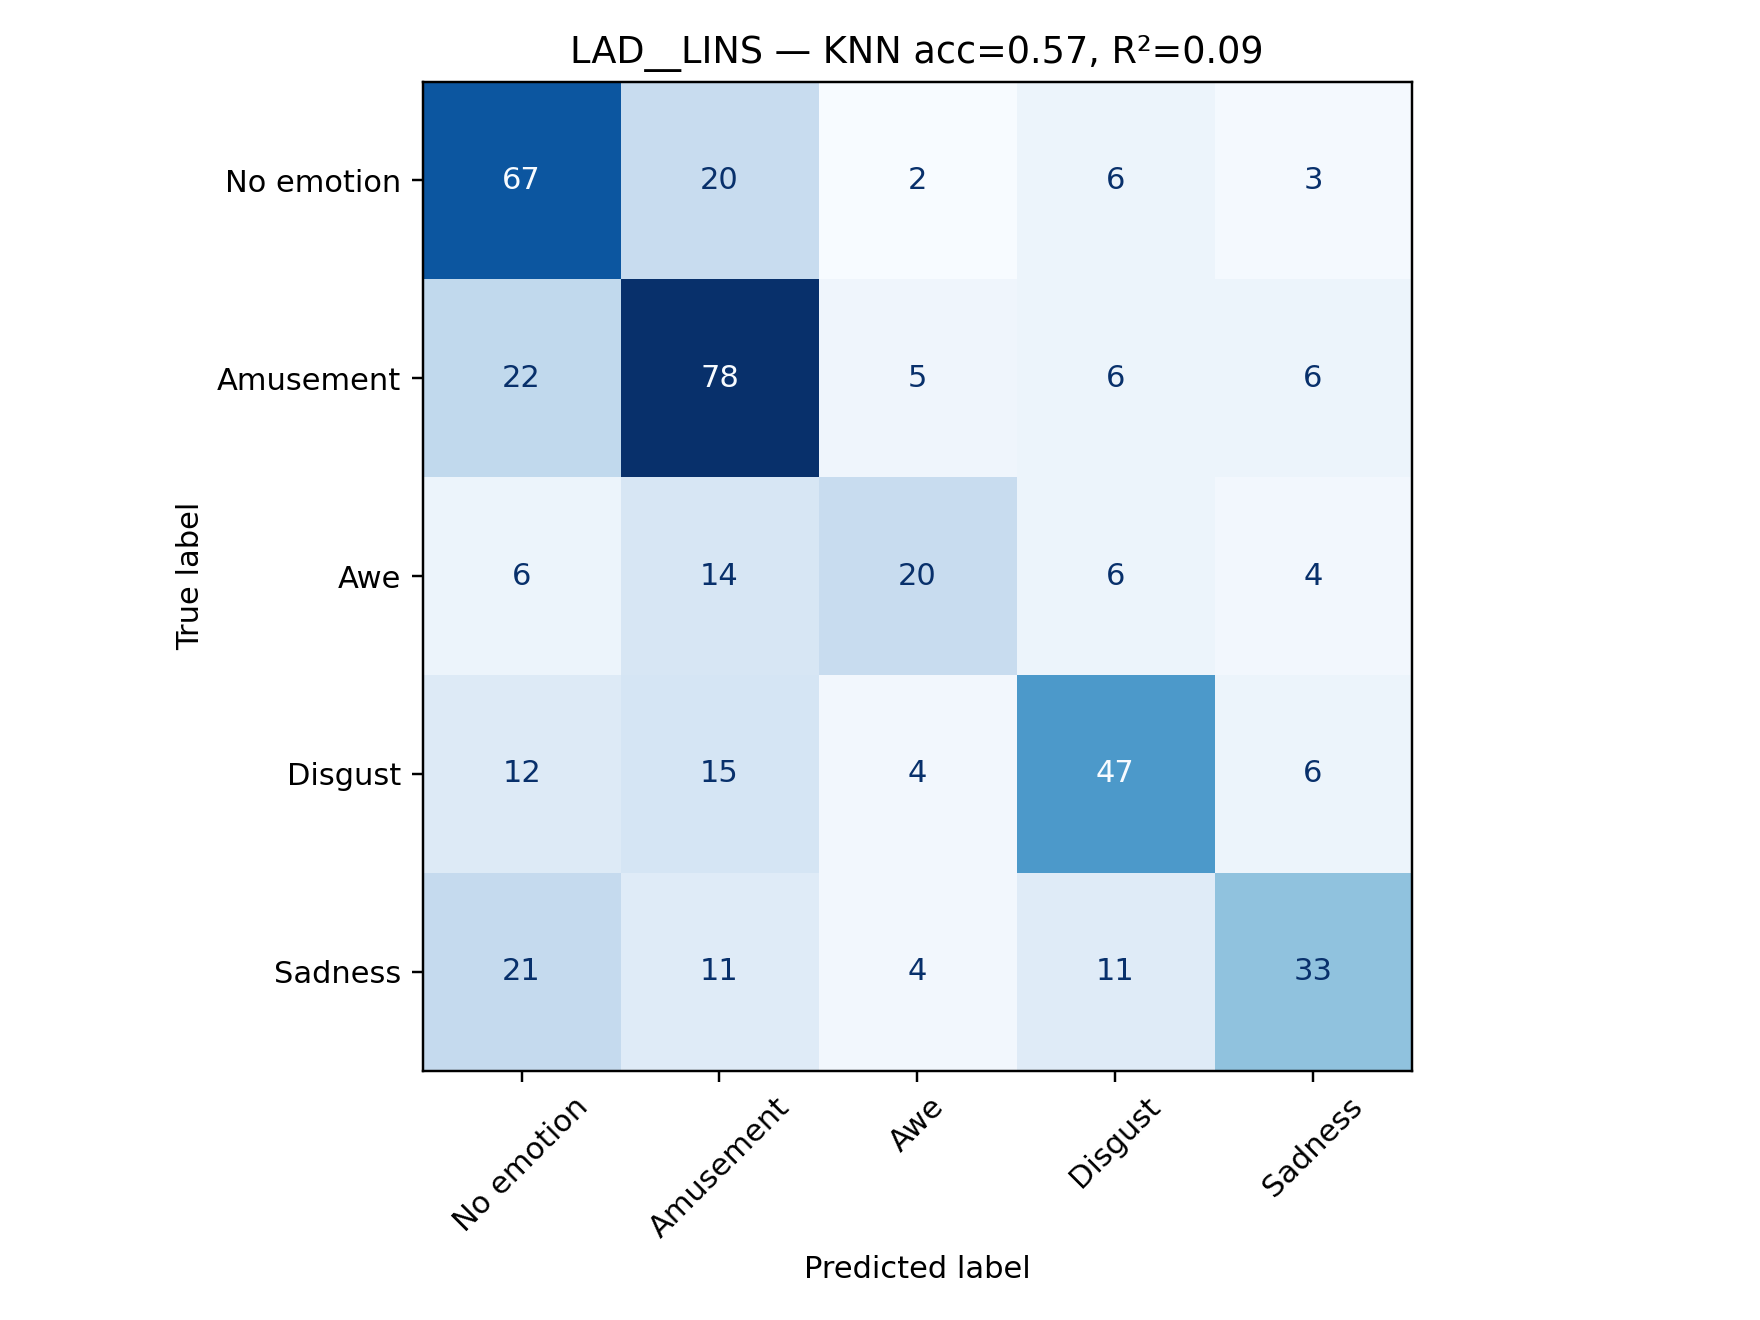 LAD__LINS — KNN acc=0.57, R²=0.09
No emotion 67 20 2 6 3
Amusement 22 78 5 6 6
Awe 6 14 20 6 4
Disgust 12 15 4 47 6
Sadness 21 11 4 11 33
True label
No emotion Amusement Awe Disgust Sadness
Predicted label